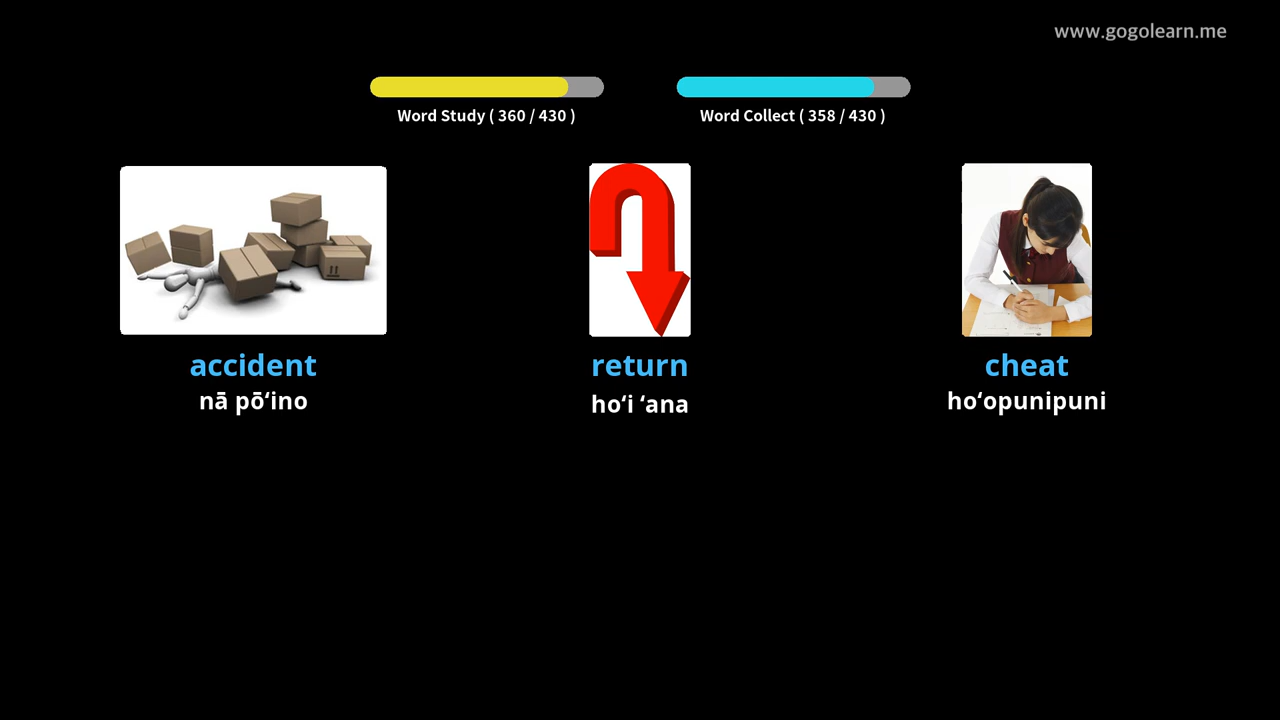 www.gogolearn.me
Word Study ( 360 / 430 )
Word Collect ( 358 / 430 )
accident
nā pōʻino
return
hoʻi ʻana
cheat
hoʻopunipuni